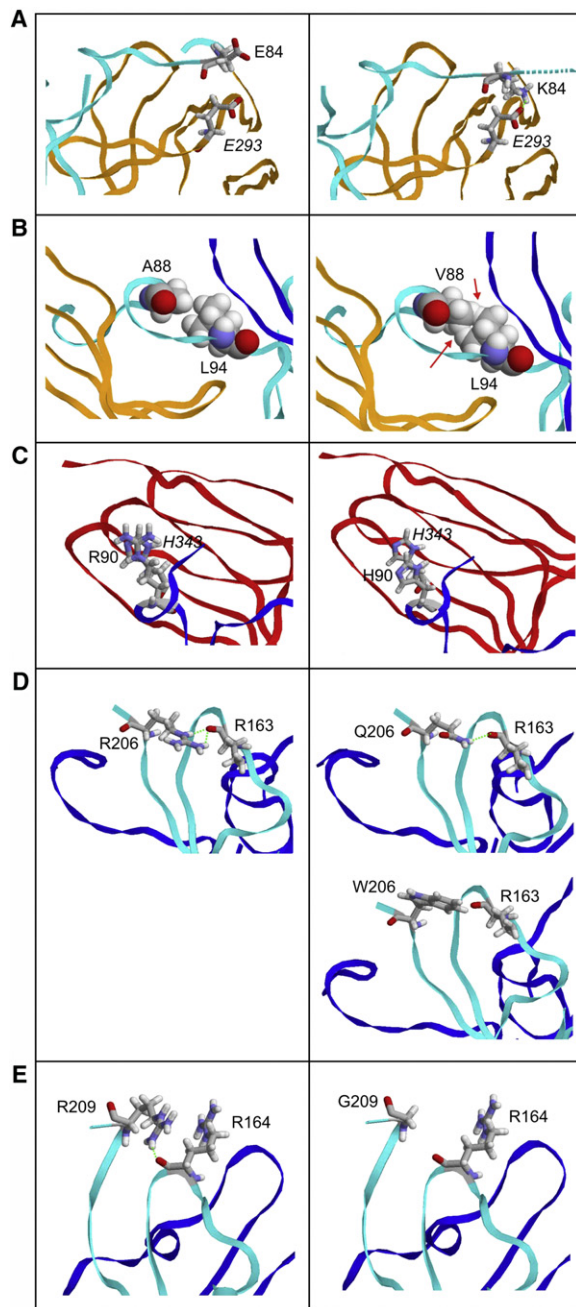 A
E84
E293
K84
E293
B
A88
L94
V88
L94
C
R90
H343
H90
H343
D
R206
R163
Q206
R163
W206
R163
E
R209
R164
G209
R164